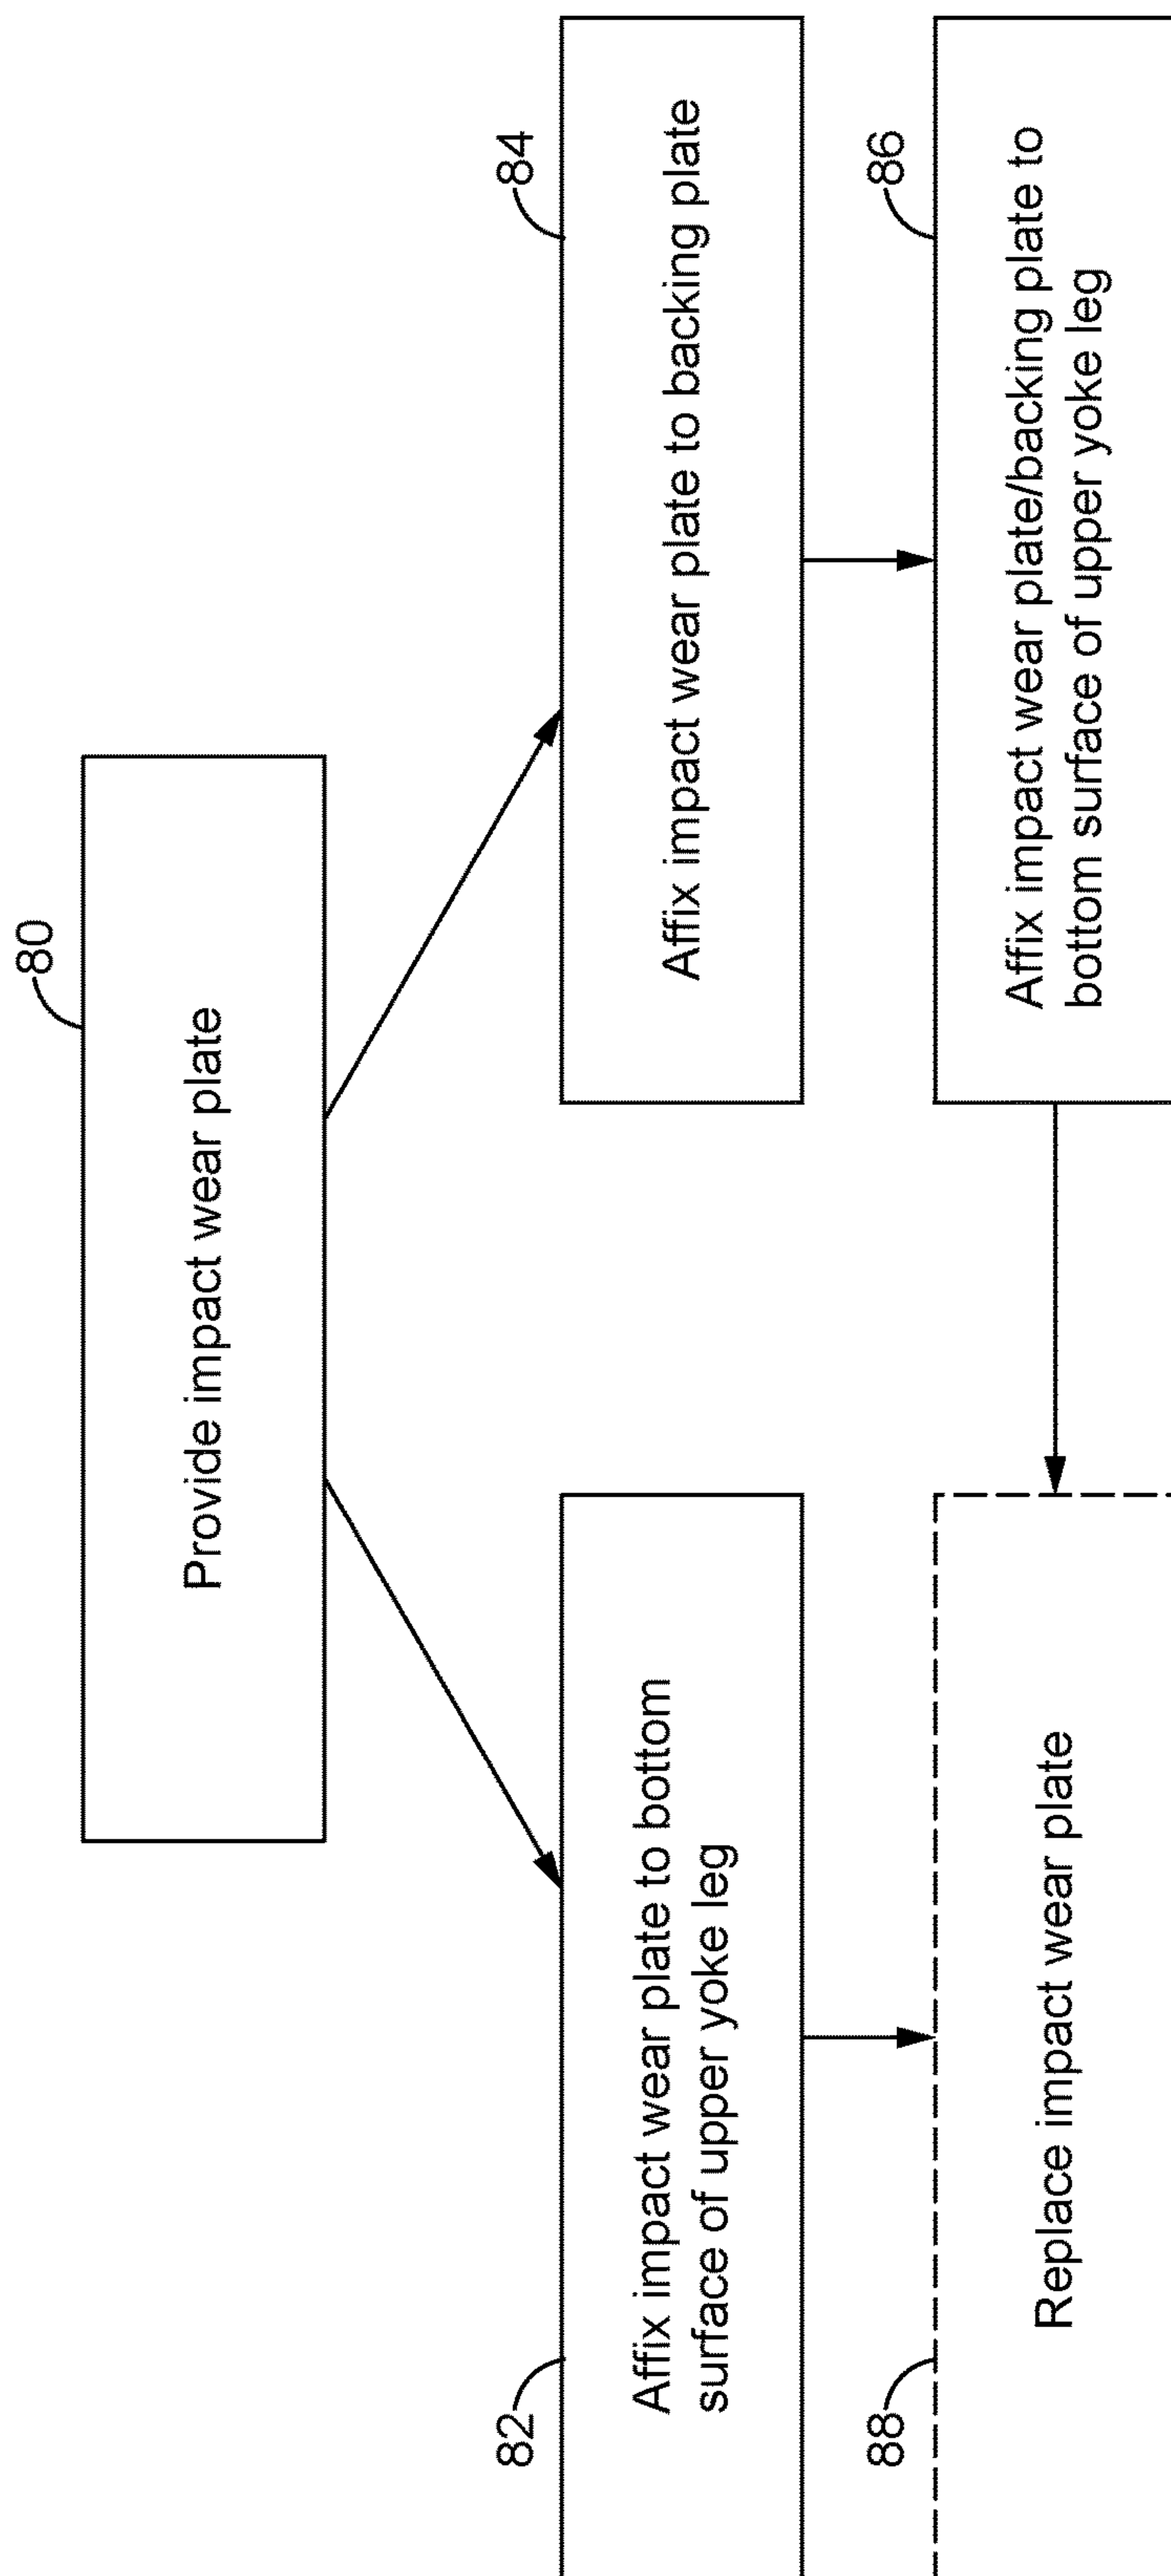 80
Provide impact wear plate
82
Affix impact wear plate to bottom
surface of upper yoke leg
84
Affix impact wear plate to backing plate
88
Replace impact wear plate
86
Affix impact wear plate/backing plate to
bottom surface of upper yoke leg